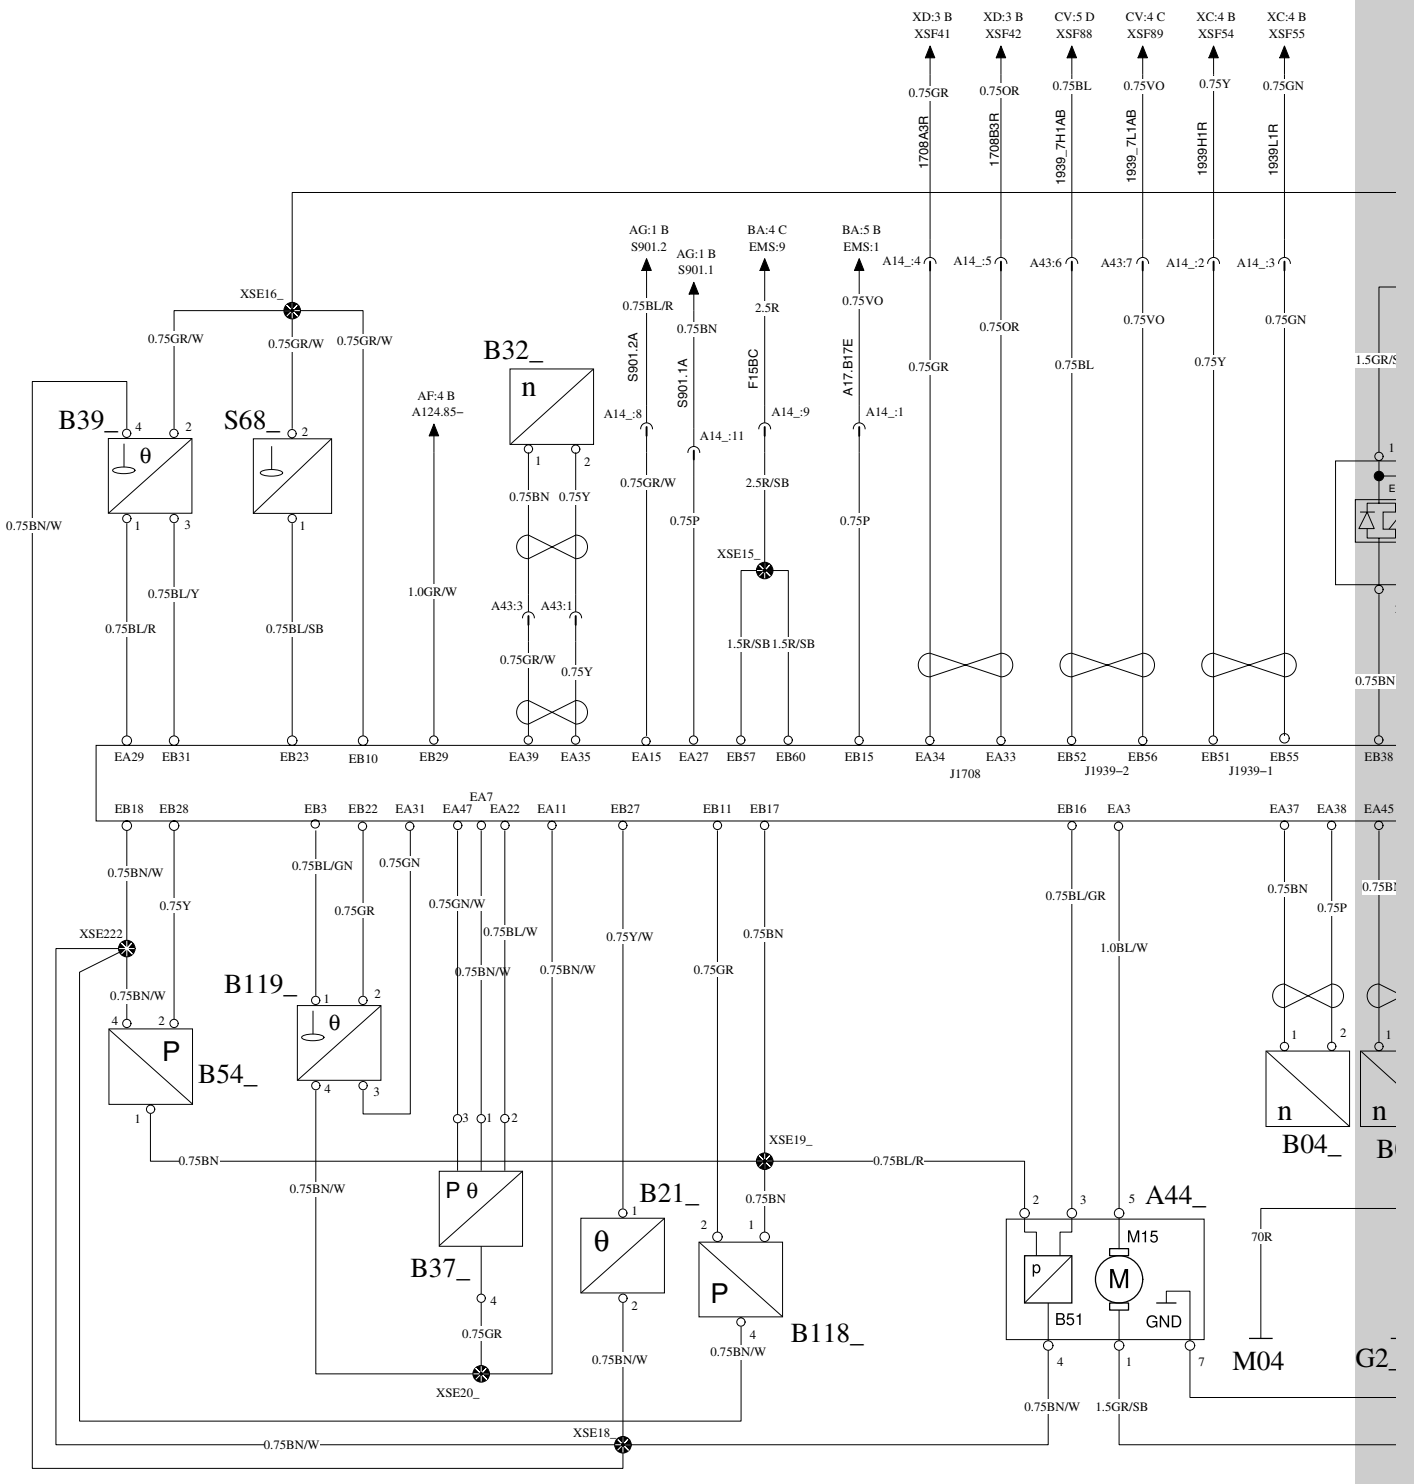 XD:3 B XD:3 B CV:5 D CV:4 C XC:4 B XC:4 B
XSF41 XSF42 XSF88 XSF89 XSF54 XSF55
0.75GR 0.75OR 0.75BL 0.75VO 0.75Y 0.75GN
1708A3R 1708B3R 1939_7H1AB 1939_7L1AB 1939H1R 1939L1R
AG:1 B BA:4 C BA:5 B
S901.2 EMS:9 EMS:1
AG:1 B
S901.1
A14_:4 A14_:5 A43:6 A43:7 A14_:2 A14_:3
XSE16_
0.75BL/R 2.5R 0.75VO
0.75BN 0.75OR 0.75VO 0.75GN
0.75GR/W 0.75GR/W 0.75GR/W
B32_
n
S901.2A S901.1A F15BC A17.B17E
0.75GR 0.75BL 0.75Y
1.5GR/S
AF:4 B
A124.85–
A14_:8 A14_:9 A14_:1
A14_:11
B39_ 4 2 S68_ 2
θ
1
1 2
0.75BN 0.75Y 0.75GR/W 2.5R/SB
E
1 3 1
0.75BN/W
0.75P 0.75P
XSE15_
0.75BL/Y 1.0GR/W
A43:3 A43:1
0.75BL/R 0.75BL/SB
1.5R/SB 1.5R/SB
0.75GR/W 0.75Y
0.75BN
EA29 EB31 EB23 EB10 EB29 EA39 EA35 EA15 EA27 EB57 EB60 EB15 EA34 EA33 EB52 EB56 EB51 EB55 EB38
J1708 J1939-2 J1939-1
EA7
EB18 EB28 EB3 EB22 EA31 EA47 EA22 EA11 EB27 EB11 EB17 EB16 EA3 EA37 EA38 EA45
0.75BN/W 0.75BL/GN 0.75GN
0.75BL/GR 0.75BN 0.75B
0.75Y 0.75GR 0.75GN/W 0.75P
XSE222
0.75BL/W 0.75Y/W 0.75BN
1.0BL/W
0.75BN/W 0.75BN/W 0.75GR
0.75BN/W
B119_ 1 2
θ
4 2
P
B54_
1 2 1
n n
B04_ B
4 3
1
3 1 2
XSE19_
0.75BN 0.75BL/R
0.75BN/W
P θ
B37_
B21_ 1
θ
0.75BN
2 1
P
B118_
2 3 5 A44_
M15
p
M
B51 GND
70R
M04 G2_
4 2 4
0.75GR
0.75BN/W 0.75BN/W
4 1 7
XSE20_
0.75BN/W 1.5GR/SB
XSE18_
0.75BN/W